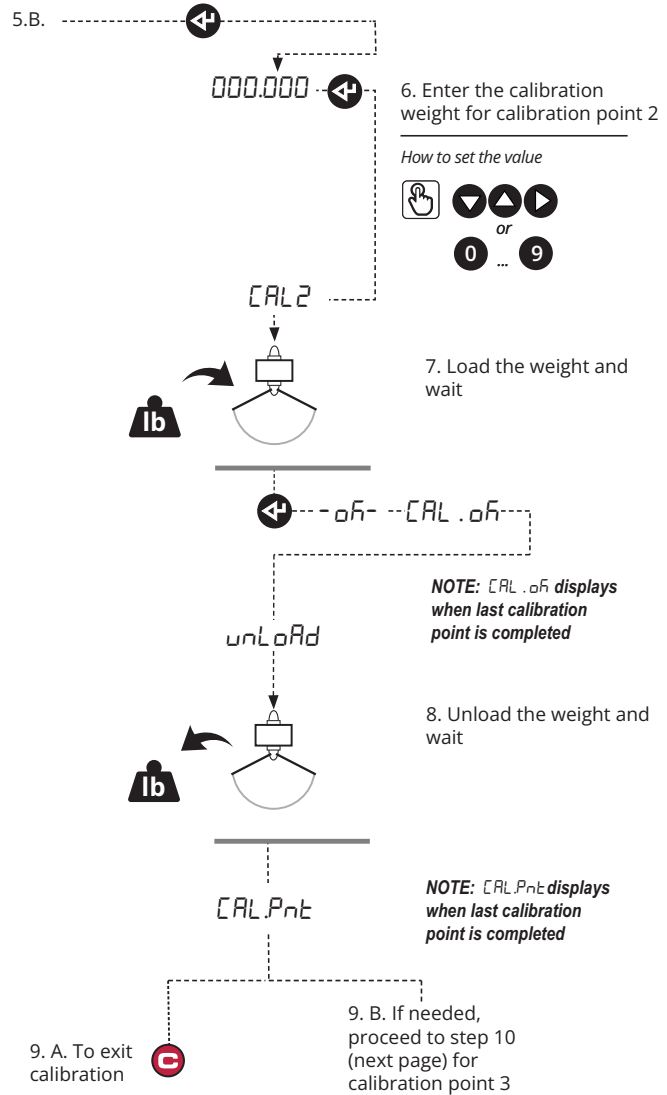 5.B.
000.000
6. Enter the calibration
weight for calibration point 2
How to set the value
or
0 ... 9
CAL2
7. Load the weight and
wait
lb
-oK- CAL.oK
NOTE: CAL.oK displays
when last calibration
point is completed
unLoAd
8. Unload the weight and
wait
lb
CAL.Pnt
NOTE: CAL.Pnt displays
when last calibration
point is completed
9. A. To exit
calibration
C
9. B. If needed,
proceed to step 10
(next page) for
calibration point 3